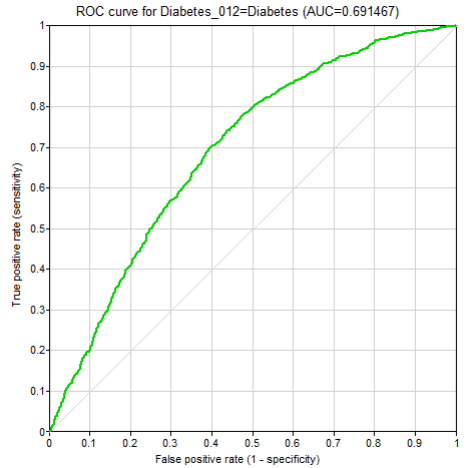 ROC curve for Diabetes_012=Diabetes (AUC=0.691467)
1
0.9
0.8
0.7
0.6
0.5
0.4
0.3
0.2
0.1
0
True positive rate (sensitivity)
0 0.1 0.2 0.3 0.4 0.5 0.6 0.7 0.8 0.9 1
False positive rate (1 - specificity)